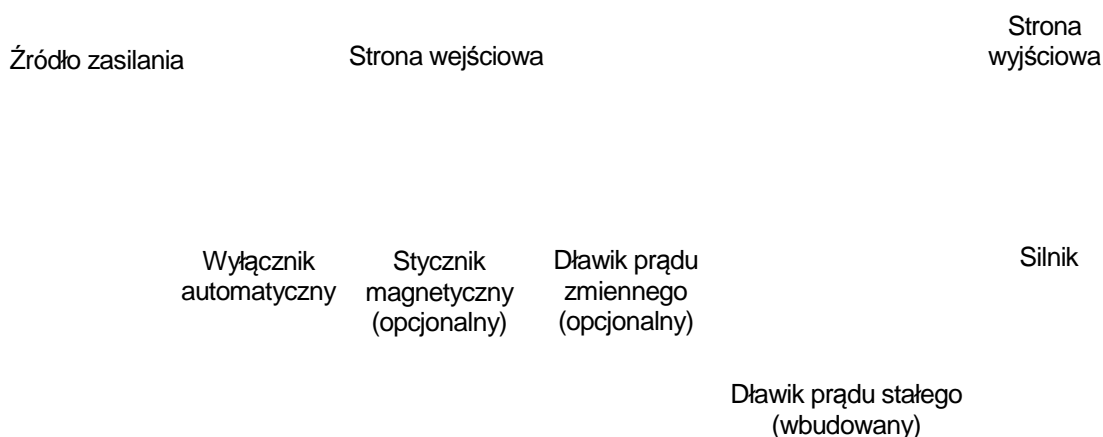 Źródło zasilania
Strona wejściowa
Strona
wyjściowa
Wyłącznik
automatyczny
Stycznik
magnetyczny
(opcjonalny)
Dławik prądu
zmiennego
(opcjonalny)
Silnik
Dławik prądu stałego
(wbudowany)